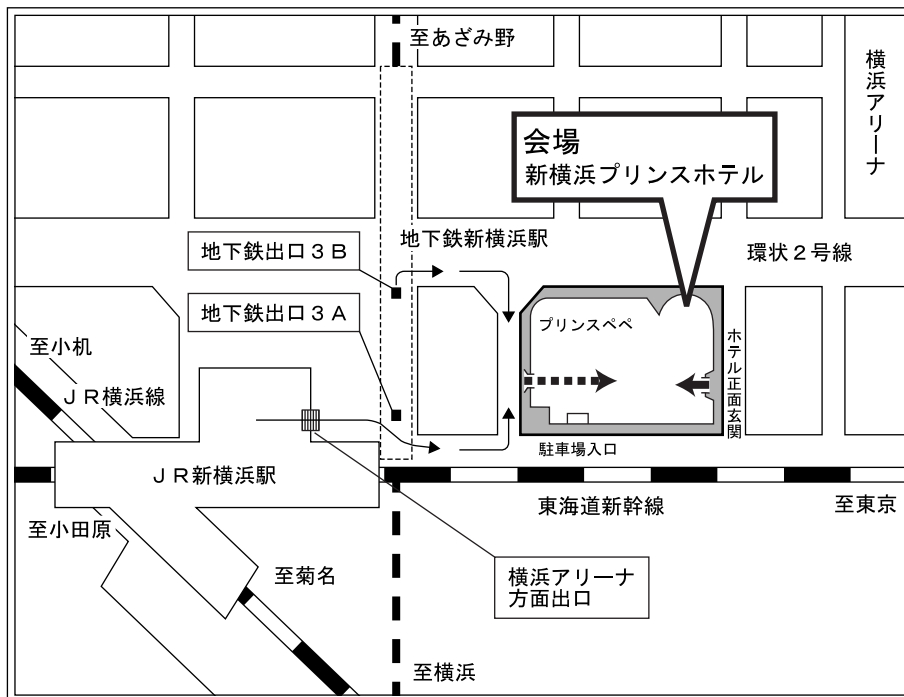 至あざみ野
横浜アリーナ
会場
新横浜プリンスホテル
地下鉄新横浜駅
環状２号線
地下鉄出口３Ｂ
地下鉄出口３Ａ
プリンスペペ
ホテル正面玄関
至小机
ＪＲ横浜線
駐車場入口
ＪＲ新横浜駅
東海道新幹線
至東京
至小田原
至菊名
横浜アリーナ
方面出口
至横浜